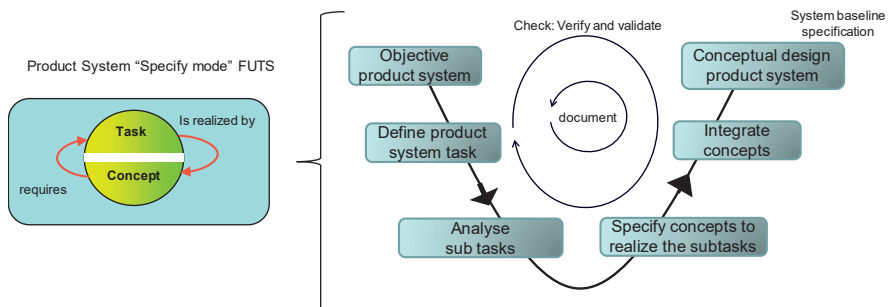 Product System “Specify mode” FUTS
Task
Is realized by
Concept
requires
Check: Verify and validate
System baseline
specification
Objective
product system
Define product
system task
Analyse
sub tasks
document
Specify concepts to
realize the subtasks
Integrate
concepts
Conceptual design
product system